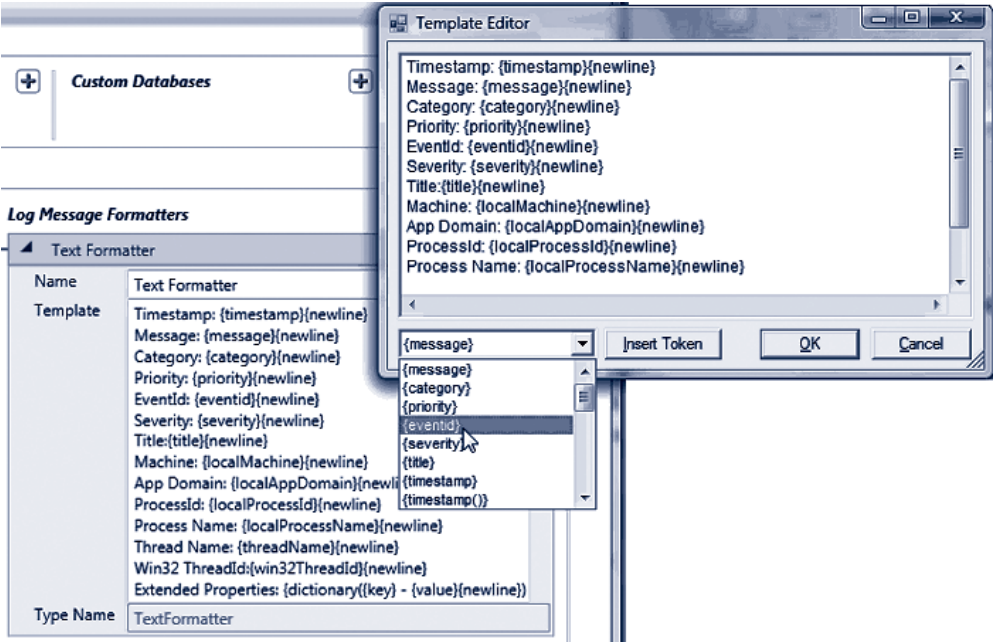 Template Editor
Timestamp: {timestamp}{newline}
Message: {message}{newline}
Category: {category}{newline}
Priority: {priority}{newline}
EventId: {eventid}{newline}
Severity: {severity}{newline}
Title:{title}{newline}
Machine: {localMachine}{newline}
App Domain: {localAppDomain}{newline}
ProcessId: {localProcessId}{newline}
Process Name: {localProcessName}{newline}
{message}
Insert Token
OK
Cancel
{message}
{category}
{priority}
{eventid}
{severity}
{title}
{timestamp}
{timestamp()}
Custom Databases
Log Message Formatters
Text Formatter
Name
Text Formatter
Template
Timestamp: {timestamp}{newline}
Message: {message}{newline}
Category: {category}{newline}
Priority: {priority}{newline}
EventId: {eventid}{newline}
Severity: {severity}{newline}
Title:{title}{newline}
Machine: {localMachine}{newline}
App Domain: {localAppDomain}{newli
ProcessId: {localProcessId}{newline}
Process Name: {localProcessName}{newline}
Thread Name: {threadName}{newline}
Win32 ThreadId:{win32ThreadId}{newline}
Extended Properties: {dictionary({key} - {value}{newline})
Type Name
TextFormatter